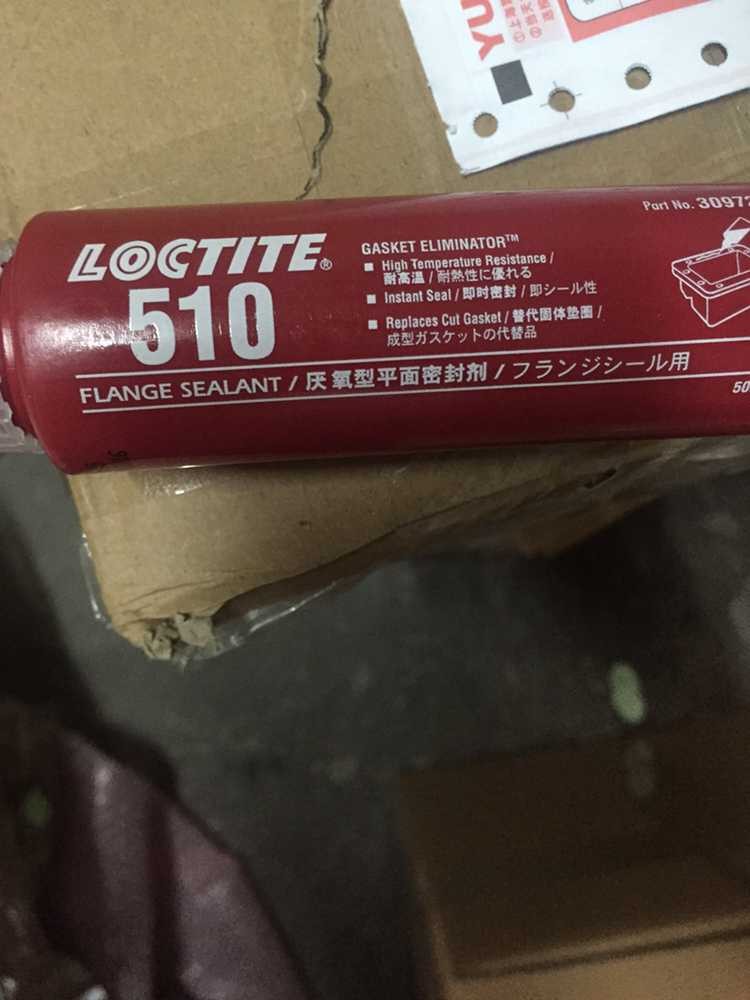 YU
Part No. 30972
LOCTITE®
510
GASKET ELIMINATOR™
■ High Temperature Resistance /
耐高温 / 耐熱性に優れる
■ Instant Seal / 即时密封 / 即シール性
■ Replaces Cut Gasket / 替代固体垫圈 /
成型ガスケットの代替品
FLANGE SEALANT / 厌氧型平面密封剂 / フランジシール用
50